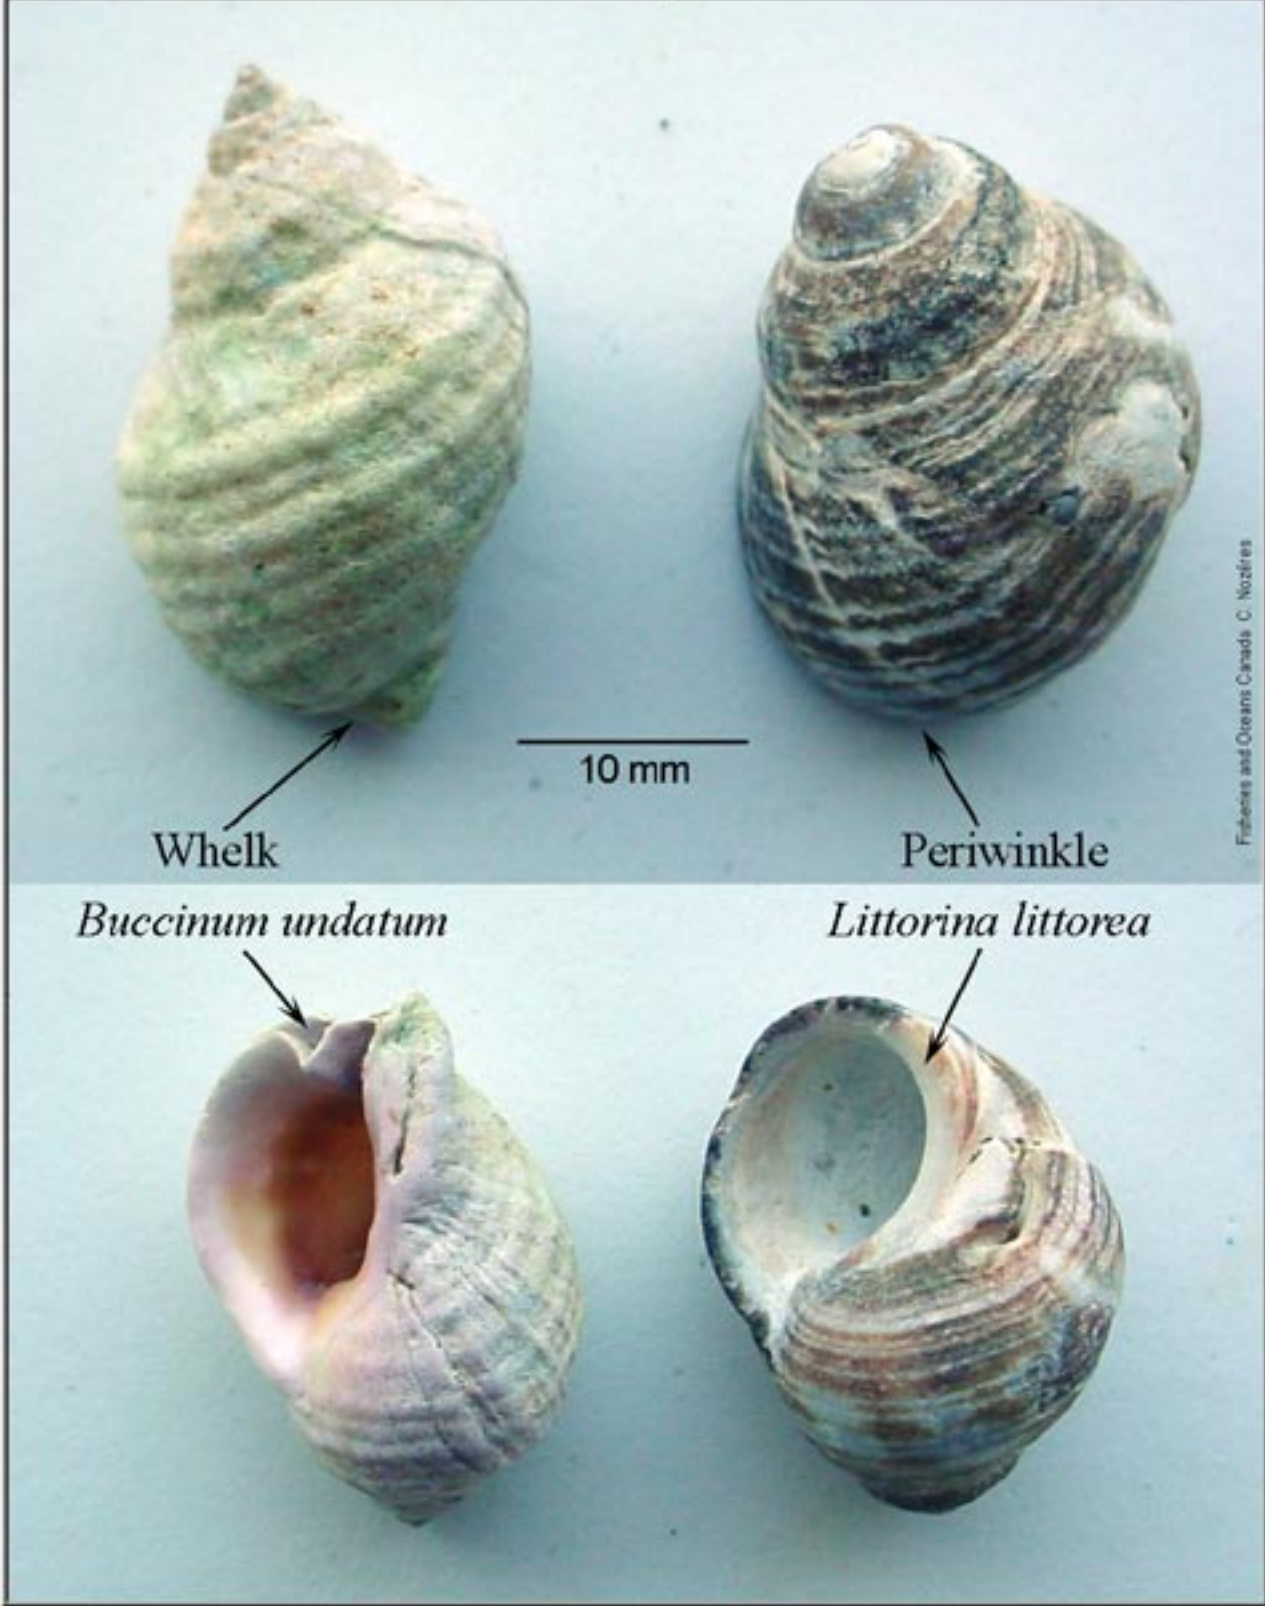 10 mm
Whelk
Periwinkle
Fisheries and Oceans Canada C. Nozères
Buccinum undatum
Littorina littorea